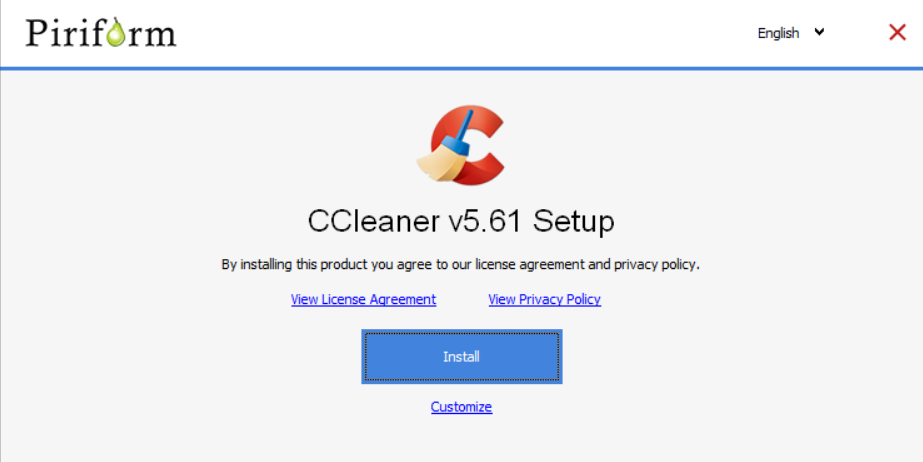 Piriform
English
CCleaner v5.61 Setup
By installing this product you agree to our license agreement and privacy policy.
View License Agreement
View Privacy Policy
Install
Customize